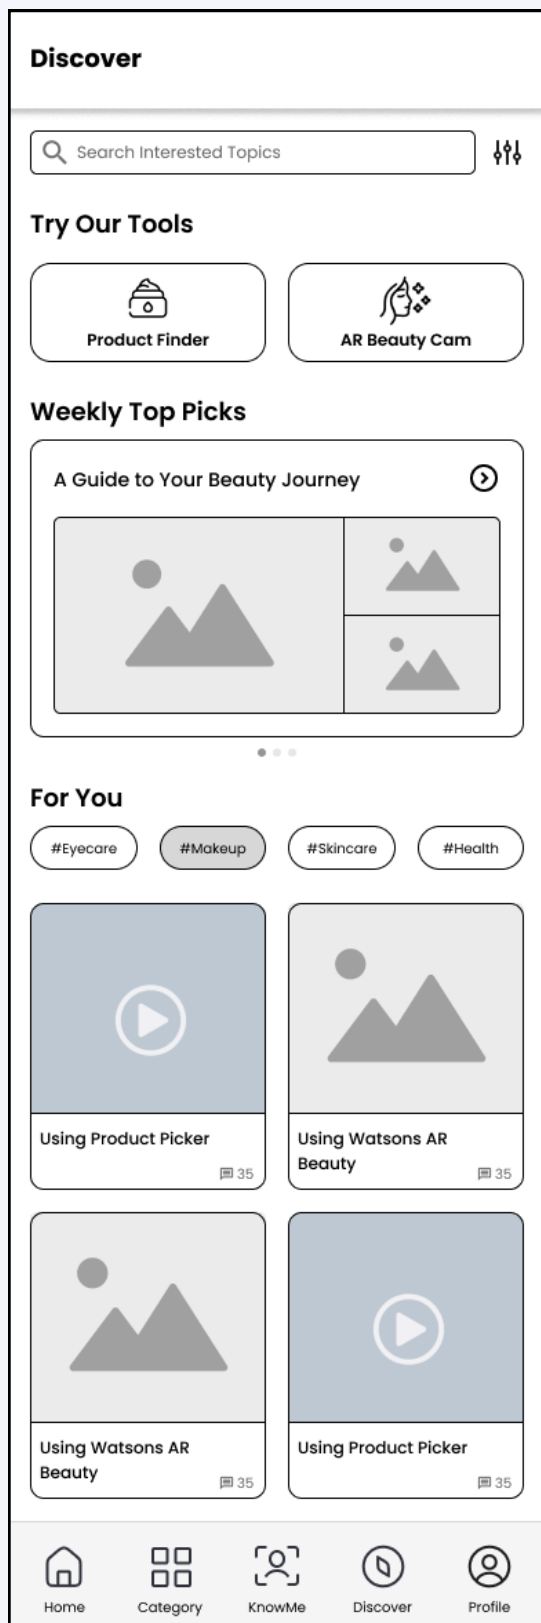 Discover
Search Interested Topics
Try Our Tools
Product Finder
AR Beauty Cam
Weekly Top Picks
A Guide to Your Beauty Journey
For You
#Eyecare
#Makeup
#Skincare
#Health
Using Product Picker
35
Using Watsons AR
Beauty
35
Using Watsons AR
Beauty
35
Using Product Picker
35
Home
Category
KnowMe
Discover
Profile